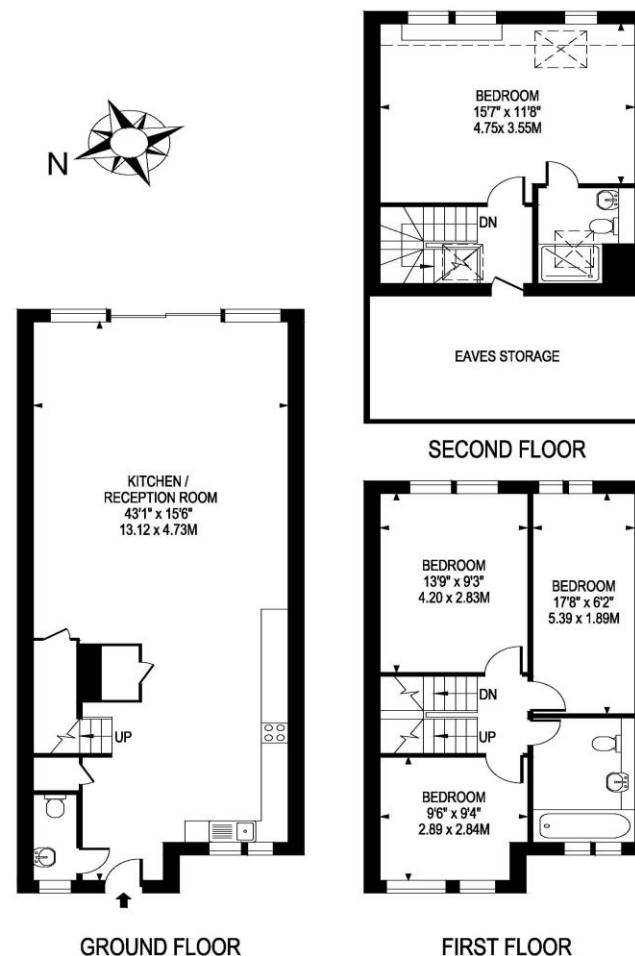 N
KITCHEN /
RECEPTION ROOM
43'1" x 15'6"
13.12 x 4.73M
UP
GROUND FLOOR
BEDROOM
15'7" x 11'8"
4.75x 3.55M
DN
EAVES STORAGE
SECOND FLOOR
BEDROOM
13'9" x 9'3"
4.20 x 2.83M
BEDROOM
17'8" x 6'2"
5.39 x 1.89M
DN
UP
BEDROOM
9'6" x 9'4"
2.89 x 2.84M
FIRST FLOOR